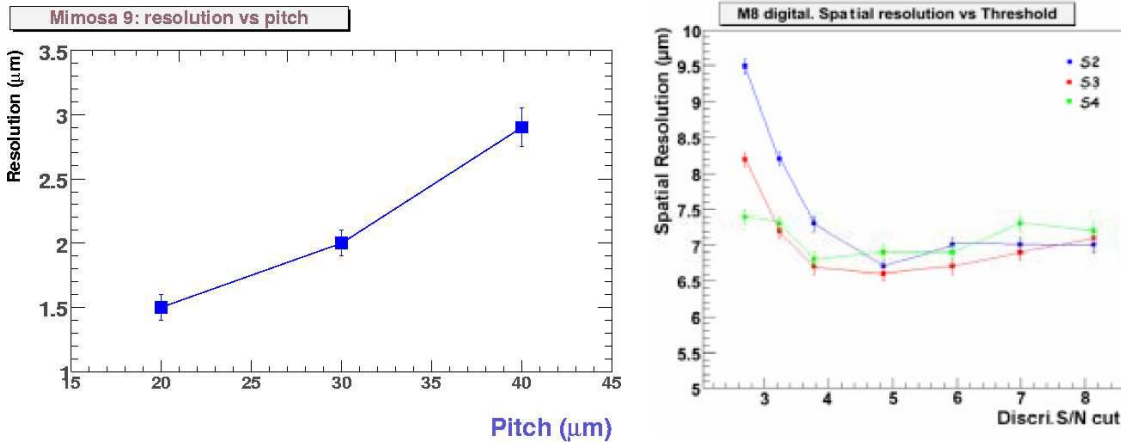 Mimosa 9: resolution vs pitch
Resolution (µm)
3.5
3
2.5
2
1.5
1
15 20 25 30 35 40 45
Pitch (µm)
M8 digital. Spatial resolution vs Threshold
Spatial Resolution (µm)
10
9.5
9
8.5
8
7.5
7
6.5
6
5.5
5
S2
S3
S4
3 4 5 6 7 8
Discri.S/N cut